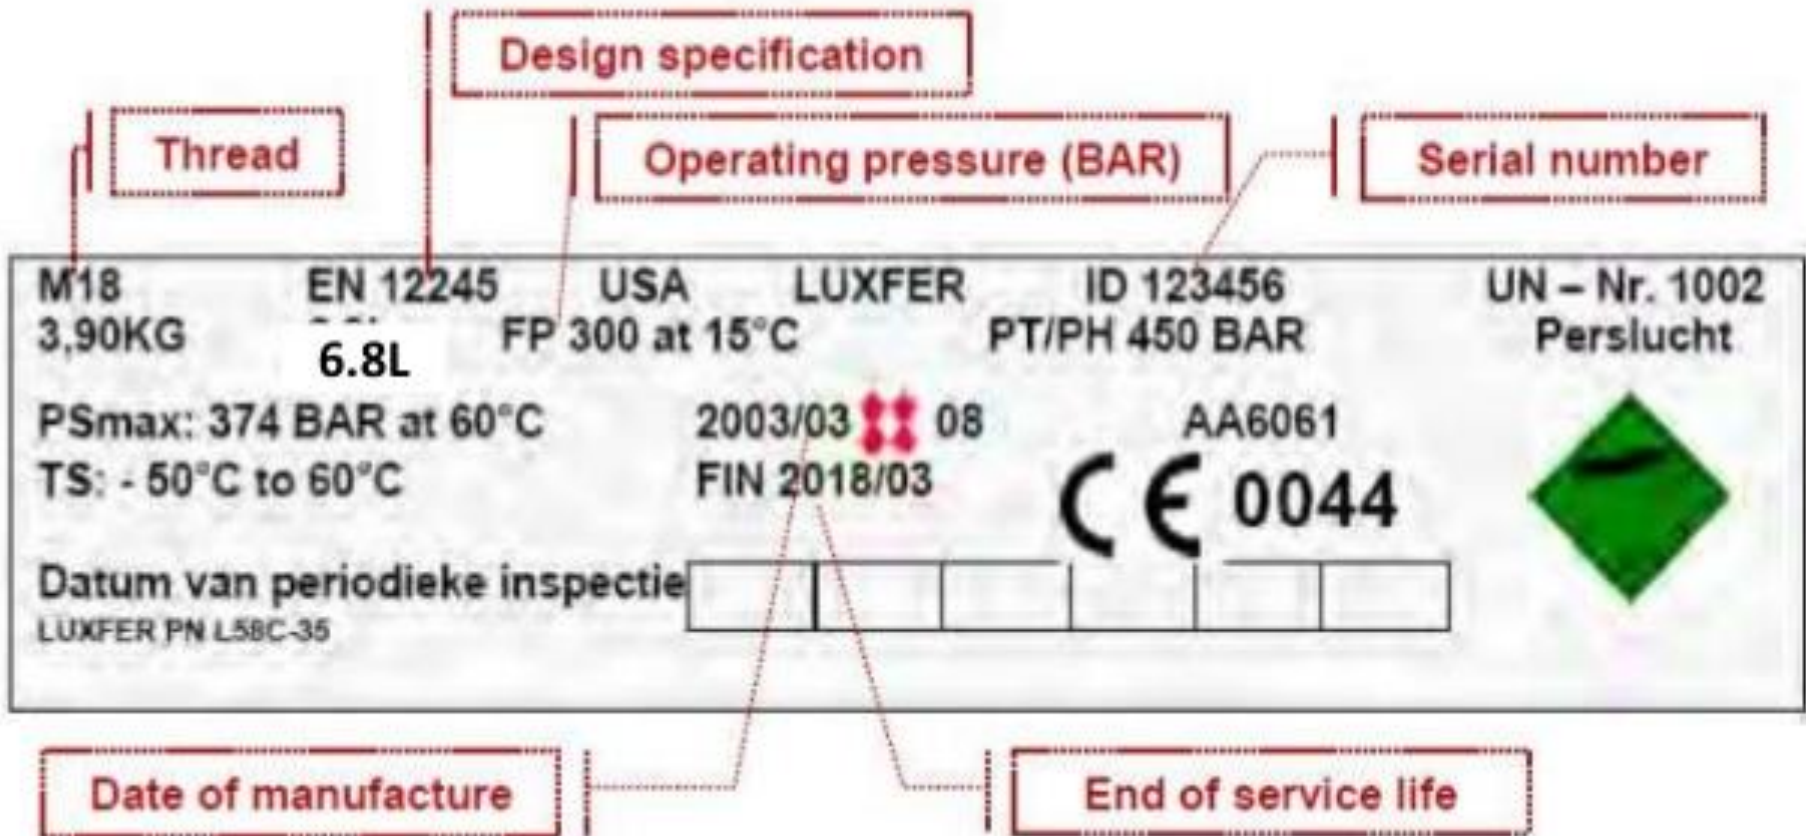 Design specification
Thread
Operating pressure (BAR)
Serial number
M18 EN 12245 USA LUXFER ID 123456 UN – Nr. 1002
3,90KG 6.8L FP 300 at 15°C PT/PH 450 BAR Perslucht
PSmax: 374 BAR at 60°C 2003/03 08 AA6061
TS: - 50°C to 60°C FIN 2018/03 CE 0044
Datum van periodieke inspectie
LUXFER PN L58C-35
Date of manufacture
End of service life